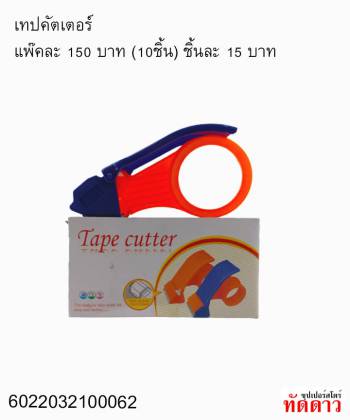 เทปคัตเตอร์
แพ๊คละ 150 บาท (10ชิ้น) ชิ้นละ 15 บาท
Tape cutter
6022032100062
ซุปเปอร์สโตร์
ทัดดาว